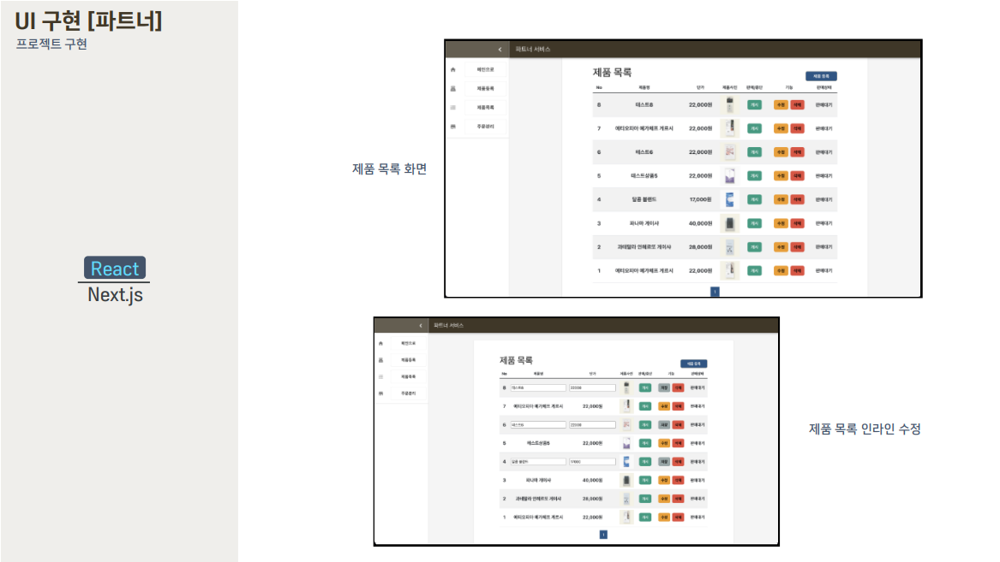 UI 구현 [파트너]
프로젝트 구현
React
Next.js
제품 목록 화면
파트너 서비스
메인으로
제품등록
제품목록
주문관리
제품 목록
제품 등록
No 제품명 단가 제품사진 판매/중단 기능 판매상태
8 테스트8 22,000원 게시 수정 삭제 판매대기
7 에티오피아 예가체프 게르시 22,000원 게시 수정 삭제 판매대기
6 테스트6 22,000원 게시 수정 삭제 판매대기
5 테스트상품5 22,000원 게시 수정 삭제 판매대기
4 달콤 블렌드 17,000원 게시 수정 삭제 판매대기
3 파나마 게이샤 40,000원 게시 수정 삭제 판매대기
2 과테말라 인헤르또 게이샤 28,000원 게시 수정 삭제 판매대기
1 에티오피아 예가체프 게르시 22,000원 게시 수정 삭제 판매대기
1
파트너 서비스
메인으로
제품등록
제품목록
주문관리
제품 목록
제품 등록
No 제품명 단가 제품사진 판매/중단 기능 판매상태
8 테스트8 22000 게시 저장 삭제 판매대기
7 에티오피아 예가체프 게르시 22,000원 게시 수정 삭제 판매대기
6 테스트6 22000 게시 저장 삭제 판매대기
5 테스트상품5 22,000원 게시 수정 삭제 판매대기
4 달콤 블렌드 17000 게시 저장 삭제 판매대기
3 파나마 게이샤 40,000원 게시 수정 삭제 판매대기
2 과테말라 인헤르또 게이샤 28,000원 게시 수정 삭제 판매대기
1 에티오피아 예가체프 게르시 22,000원 게시 수정 삭제 판매대기
1
제품 목록 인라인 수정